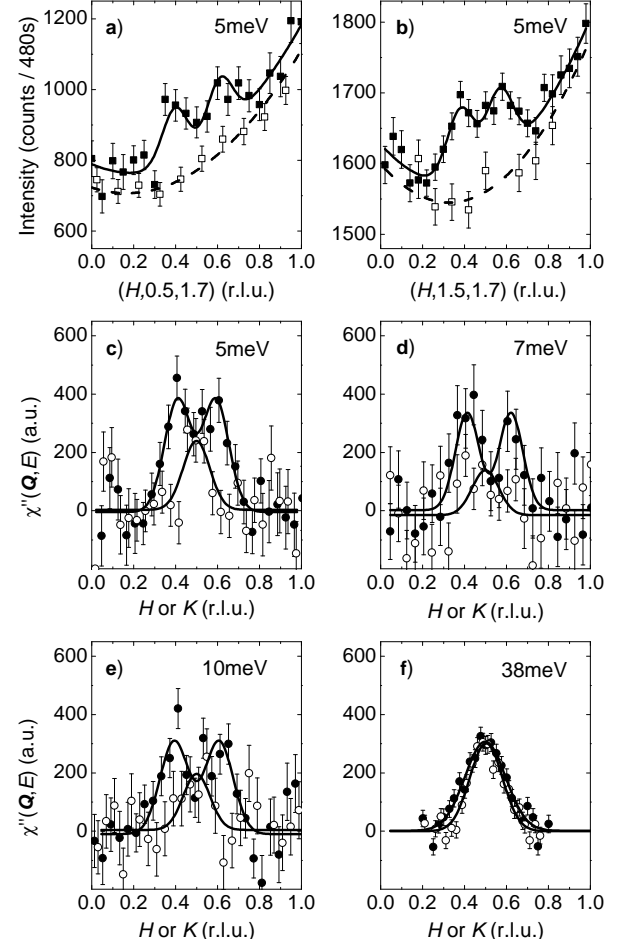 a) 5meV
1200
1000
800
600
Intensity (counts / 480s)
0.0 0.2 0.4 0.6 0.8 1.0
(H,0.5,1.7) (r.l.u.)
b) 5meV
1800
1700
1600
1500
0.0 0.2 0.4 0.6 0.8 1.0
(H,1.5,1.7) (r.l.u.)
c) 5meV
600
400
200
0
χ''(Q,E) (a.u.)
0.0 0.2 0.4 0.6 0.8 1.0
H or K (r.l.u.)
d) 7meV
600
400
200
0
0.0 0.2 0.4 0.6 0.8 1.0
H or K (r.l.u.)
e) 10meV
600
400
200
0
χ''(Q,E) (a.u.)
0.0 0.2 0.4 0.6 0.8 1.0
H or K (r.l.u.)
f) 38meV
600
400
200
0
0.0 0.2 0.4 0.6 0.8 1.0
H or K (r.l.u.)